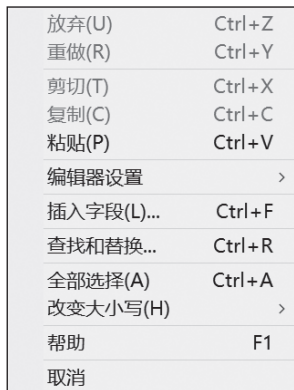 放弃(U) Ctrl+Z
重做(R) Ctrl+Y
剪切(T) Ctrl+X
复制(C) Ctrl+C
粘贴(P) Ctrl+V
编辑器设置 >
插入字段(L)... Ctrl+F
查找和替换... Ctrl+R
全部选择(A) Ctrl+A
改变大小写(H) >
帮助 F1
取消